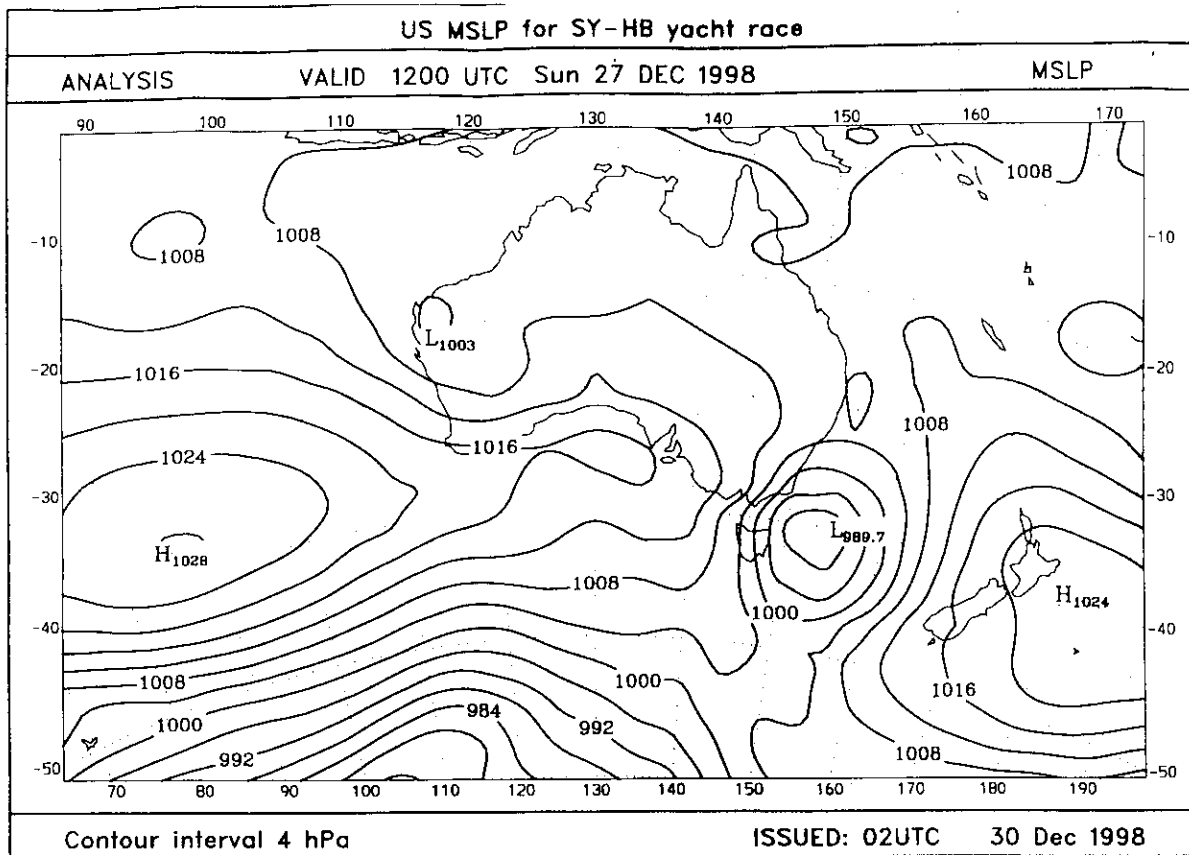 US MSLP for SY-HB yacht race
ANALYSIS VALID 1200 UTC Sun 27 DEC 1998 MSLP
90 100 110 120 130 140 150 160 170
1008
-10 1008 1008 -10
L1003
-20 1016 -20
1008
1016
1024
-30 -30
L989.7
H1028
1008 1000 H1024
-40 -40
1008 1000 1016
1000 984
992 992 1008
-50 -50
70 80 90 100 110 120 130 140 150 160 170 180 190
Contour interval 4 hPa ISSUED: 02UTC 30 Dec 1998